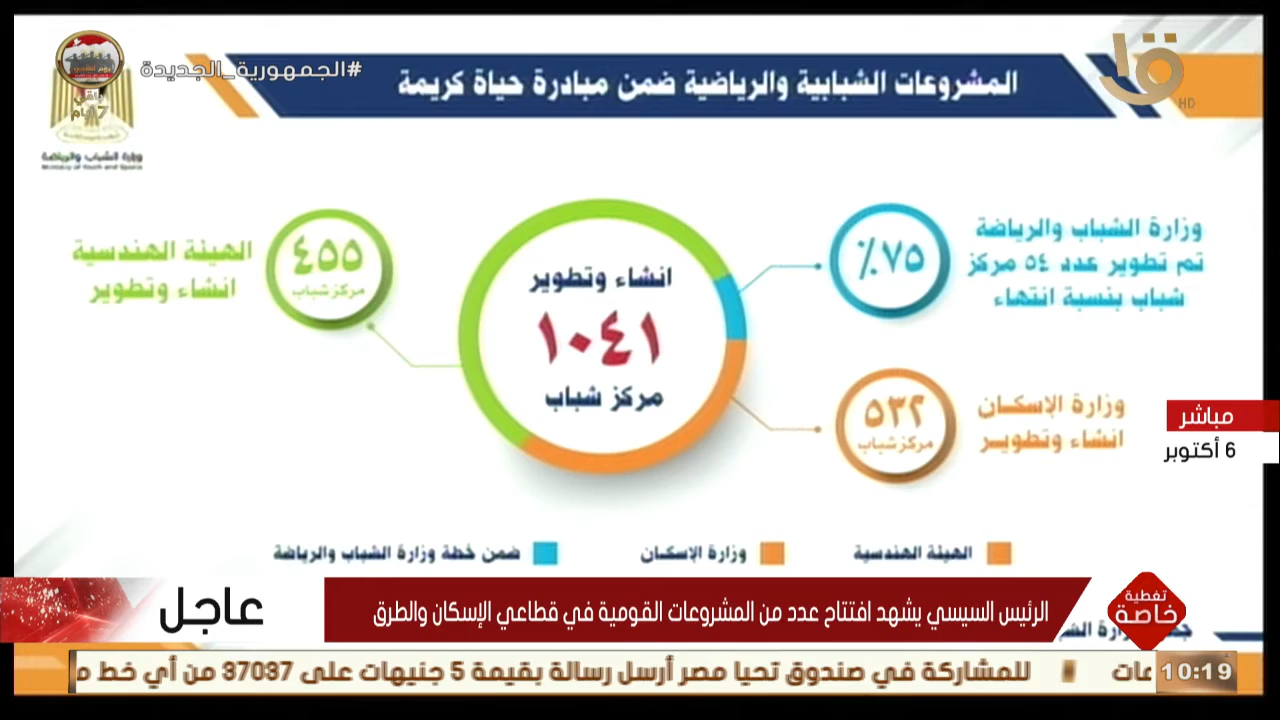 #الجمهورية_الجديدة
المشروعات الشبابية والرياضية ضمن مبادرة حياة كريمة
HD
وزارة الشباب والرياضة
Ministry of Youth and Sports
وزارة الشباب والرياضة
تم تطوير عدد ٥٤ مركز
شباب بنسبة انتهاء
٧٥٪
انشاء وتطوير
١٠٤١
مركز شباب
٤٥٥
مركز شباب
الهيئة الهندسية
انشاء وتطوير
وزارة الإسكان
انشاء وتطوير
٥٣٢
مركز شباب
مباشر
6 أكتوبر
الهيئة الهندسية
وزارة الإسكان
ضمن خطة وزارة الشباب والرياضة
تغطية
خاصة
الرئيس السيسي يشهد افتتاح عدد من المشروعات القومية في قطاعي الإسكان والطرق
عاجل
10:19
للمشاركة في صندوق تحيا مصر أرسل رسالة بقيمة 5 جنيهات على 37037 من أي خط